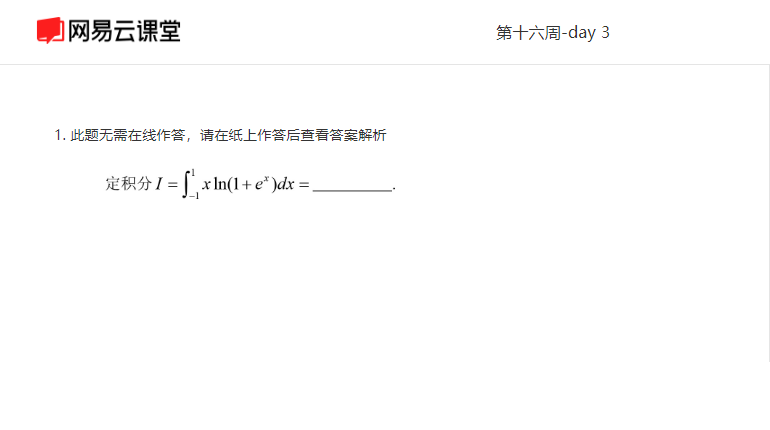 网易云课堂
第十六周-day 3
1. 此题无需在线作答，请在纸上作答后查看答案解析
定积分 I = ∫_{-1}^{1} x ln(1 + e^x)dx = ________.